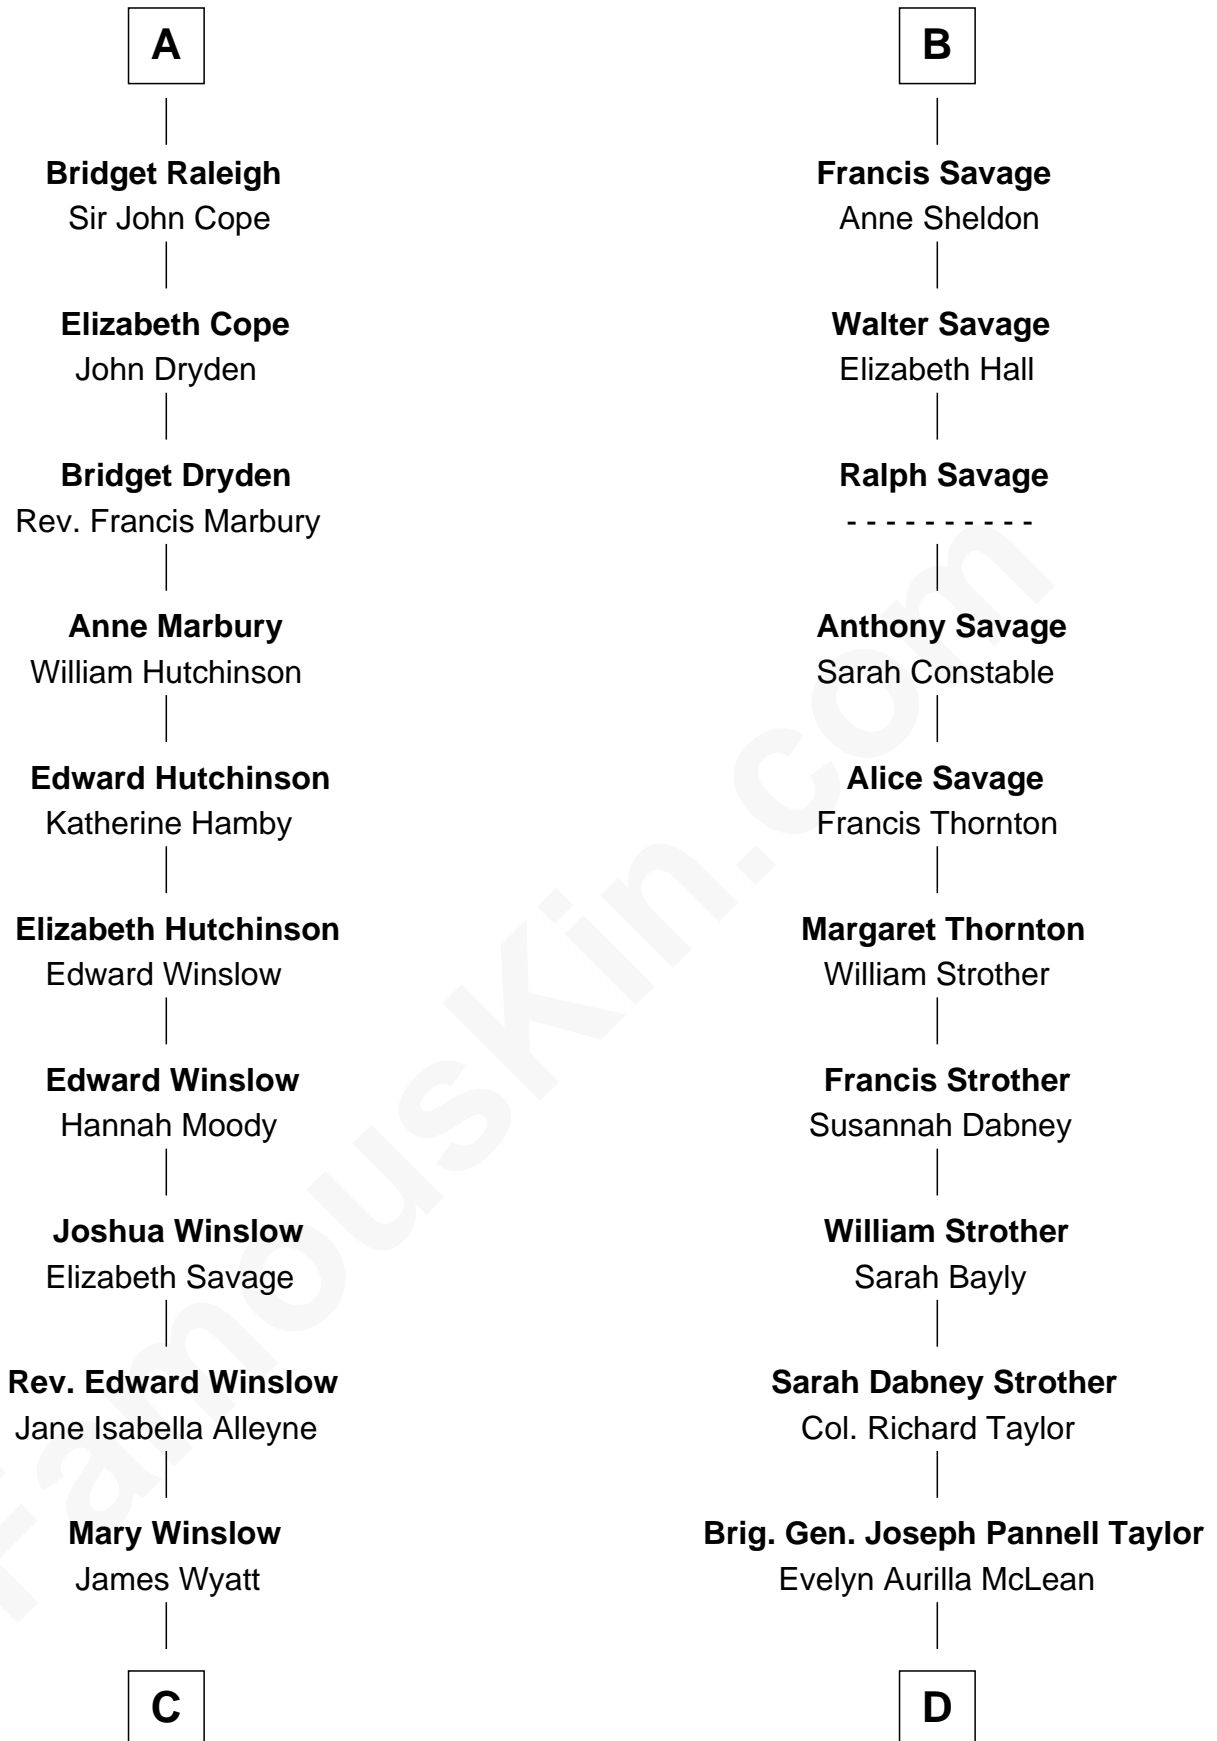 A
Bridget Raleigh
Sir John Cope
Elizabeth Cope
John Dryden
Bridget Dryden
Rev. Francis Marbury
Anne Marbury
William Hutchinson
Edward Hutchinson
Katherine Hamby
Elizabeth Hutchinson
Edward Winslow
Edward Winslow
Hannah Moody
Joshua Winslow
Elizabeth Savage
Rev. Edward Winslow
Jane Isabella Alleyne
Mary Winslow
James Wyatt
C
B
Francis Savage
Anne Sheldon
Walter Savage
Elizabeth Hall
Ralph Savage
- - - - - - - - - -
Anthony Savage
Sarah Constable
Alice Savage
Francis Thornton
Margaret Thornton
William Strother
Francis Strother
Susannah Dabney
William Strother
Sarah Bayly
Sarah Dabney Strother
Col. Richard Taylor
Brig. Gen. Joseph Pannell Taylor
Evelyn Aurilla McLean
D
FamousKin.com